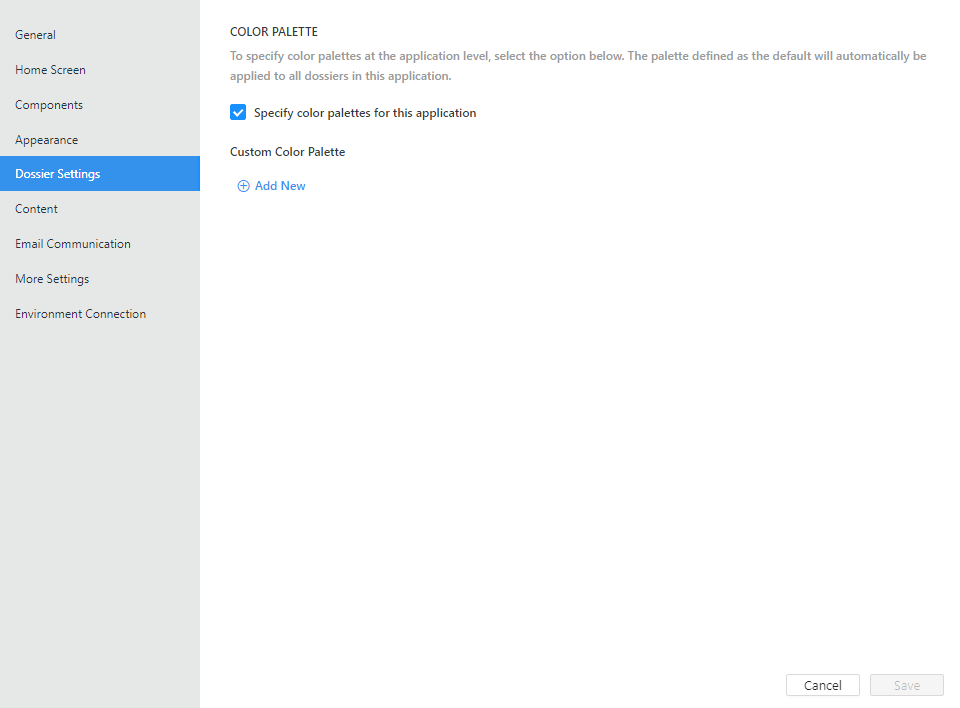 General
Home Screen
Components
Appearance
Dossier Settings
Content
Email Communication
More Settings
Environment Connection
COLOR PALETTE
To specify color palettes at the application level, select the option below. The palette defined as the default will automatically be
applied to all dossiers in this application.
Specify color palettes for this application
Custom Color Palette
Add New
Cancel
Save